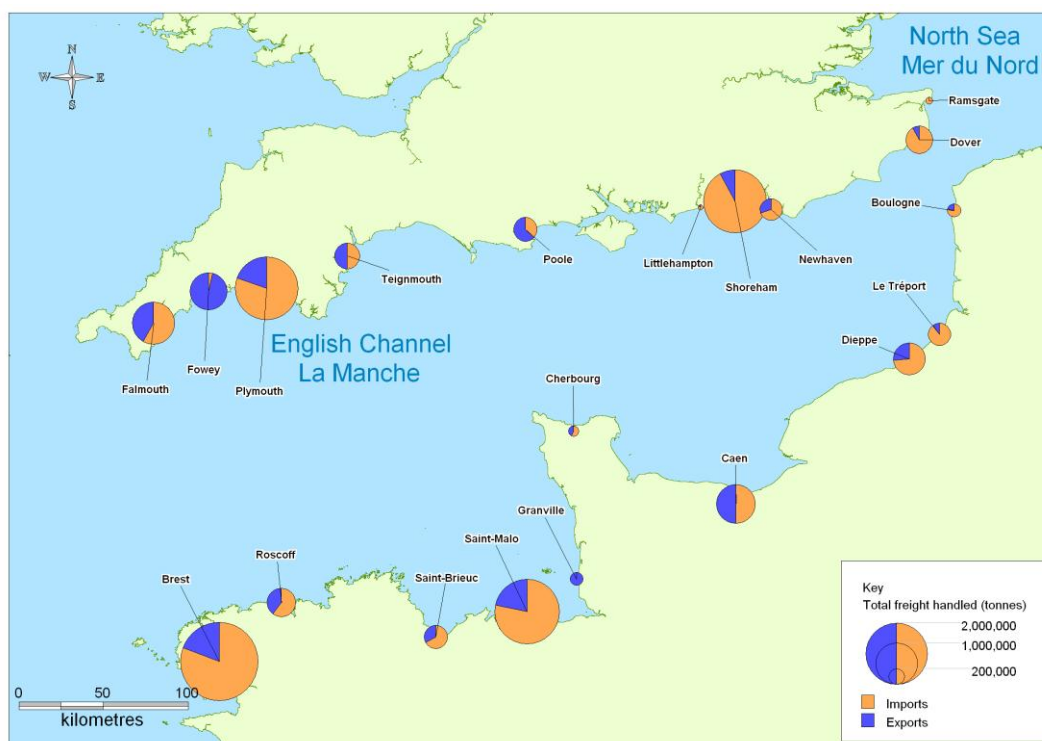 N
W E
S
North Sea
Mer du Nord
Ramsgate
Dover
Boulogne
Poole
Littlehampton
Newhaven
Teignmouth
Shoreham
Le Tréport
English Channel
La Manche
Dieppe
Fowey
Falmouth
Plymouth
Cherbourg
Caen
Granville
Saint-Malo
Roscoff
Saint-Brieuc
Brest
Key
Total freight handled (tonnes)
2,000,000
1,000,000
200,000
Imports
Exports
0 50 100
kilometres